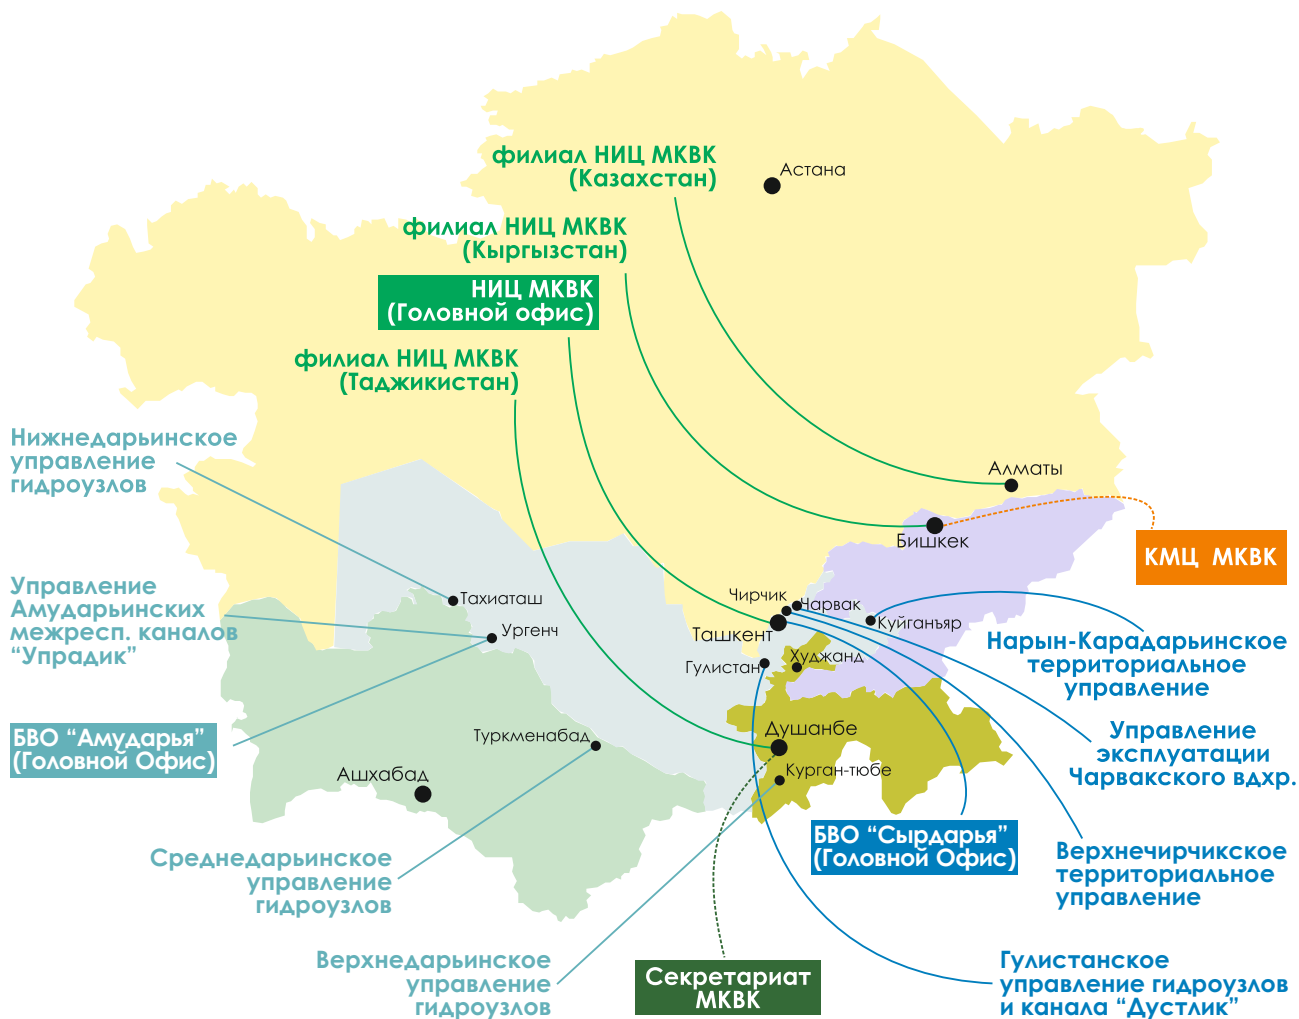 филиал НИЦ МКВК
(Казахстан)
Астана
филиал НИЦ МКВК
(Кыргызстан)
НИЦ МКВК
(Головной офис)
филиал НИЦ МКВК
(Таджикистан)
Нижнедарьинское
управление
гидроузлов
Алматы
Бишкек
КМЦ МКВК
Управление
Амударьинских
межресп. каналов
“Упрадик”
Тахиаташ
Ургенч
Чирчик
Чарвак
Ташкент
Куйганъяр
Гулистан
Худжанд
Нарын-Карадарьинское
территориальное
управление
БВО “Амударья”
(Головной Офис)
Туркменабад
Ашхабад
Душанбе
Курган-тюбе
Управление
эксплуатации
Чарвакского вдхр.
БВО “Сырдарья”
(Головной Офис)
Среднедарьинское
управление
гидроузлов
Верхнечирчикское
территориальное
управление
Верхнедарьинское
управление
гидроузлов
Секретариат
МКВК
Гулистанское
управление гидроузлов
и канала “Дустлик”